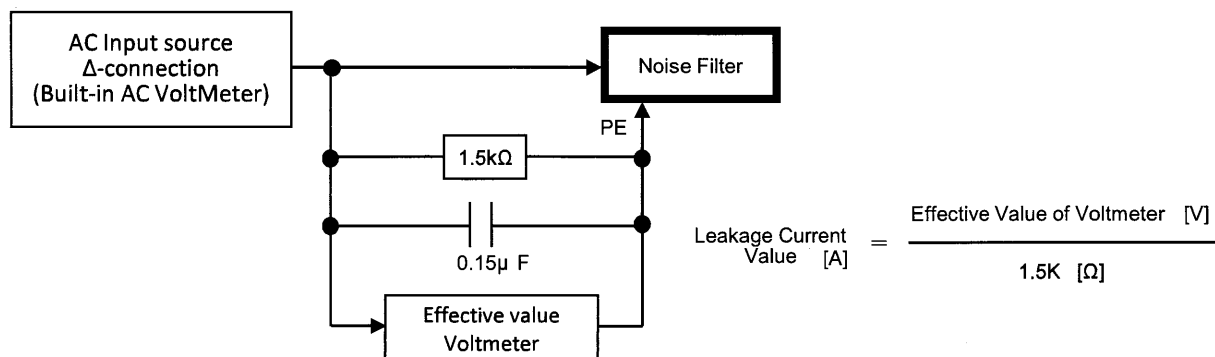 AC Input source
Δ-connection
(Built-in AC VoltMeter)
Noise Filter
PE
1.5kΩ
0.15μ F
Effective value
Voltmeter
Leakage Current
Value [A]
=
Effective Value of Voltmeter [V]
1.5K [Ω]